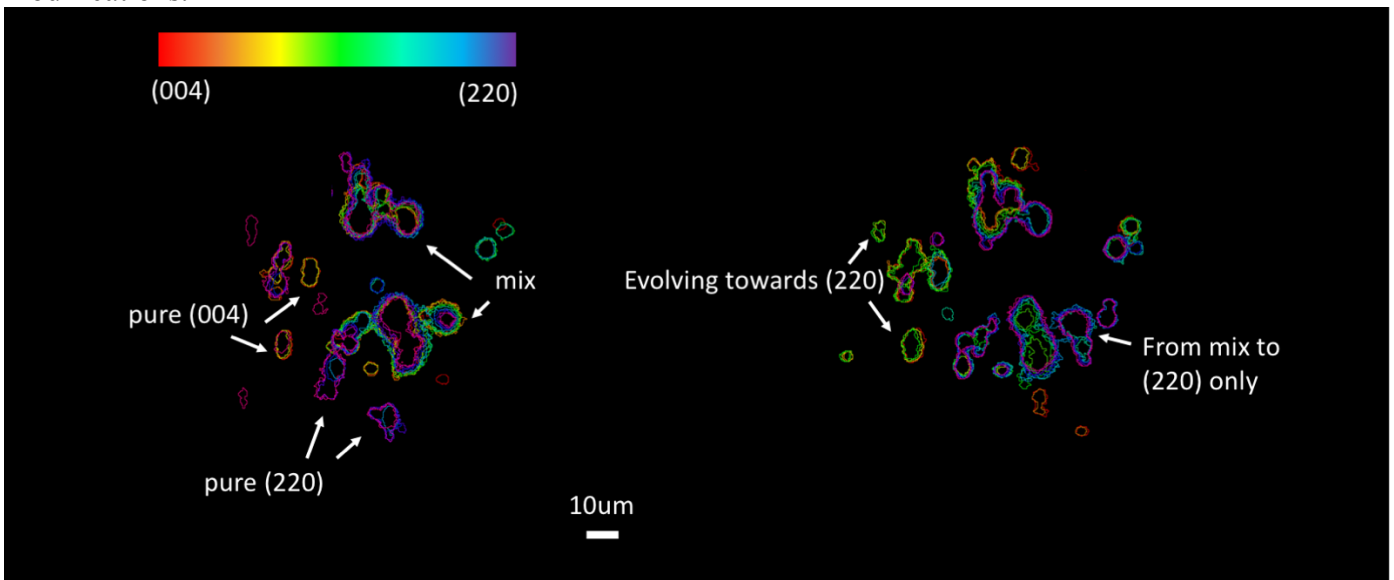 (004)
(220)
mix
pure (004)
pure (220)
Evolving towards (220)
From mix to
(220) only
10um